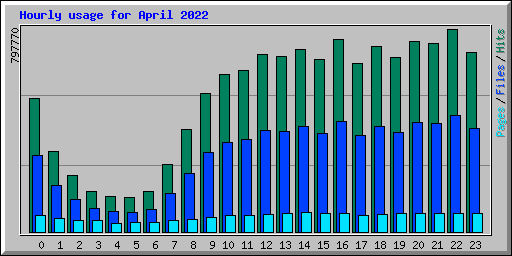 Hourly usage for April 2022
797770
Pages / Files / Hits
0 1 2 3 4 5 6 7 8 9 10 11 12 13 14 15 16 17 18 19 20 21 22 23